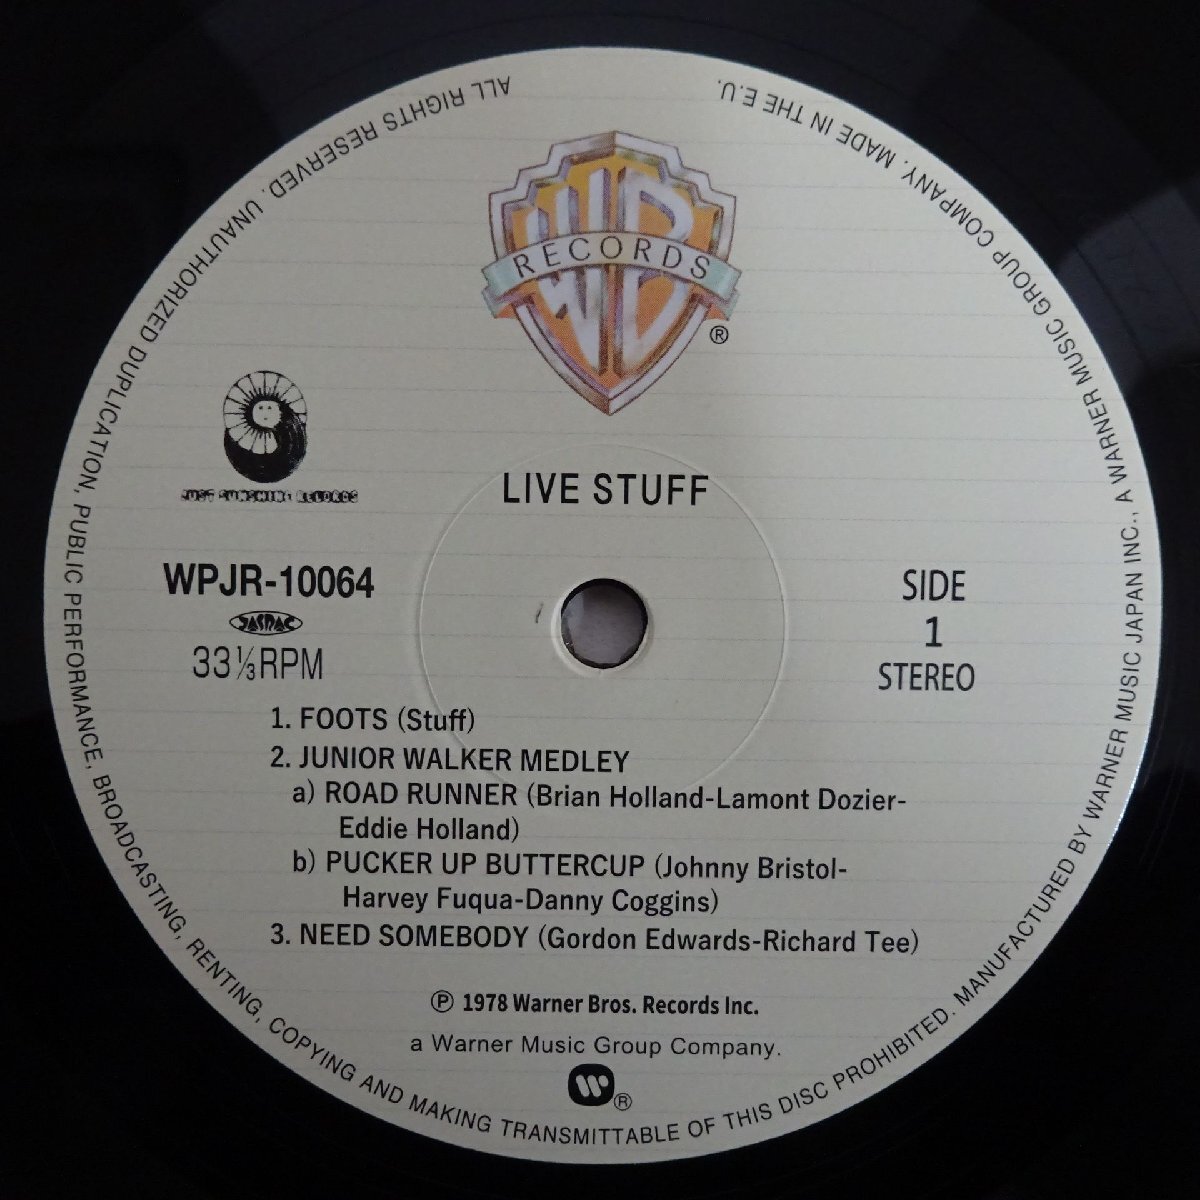 WB
RECORDS
®
JUST SUNSHINE RECORDS
LIVE STUFF
WPJR-10064
JASRAC
33⅓RPM
SIDE
1
STEREO
1. FOOTS (Stuff)
2. JUNIOR WALKER MEDLEY
a) ROAD RUNNER (Brian Holland-Lamont Dozier-
Eddie Holland)
b) PUCKER UP BUTTERCUP (Johnny Bristol-
Harvey Fuqua-Danny Coggins)
3. NEED SOMEBODY (Gordon Edwards-Richard Tee)
℗ 1978 Warner Bros. Records Inc.
a Warner Music Group Company.
®
ALL RIGHTS RESERVED. UNAUTHORIZED DUPLICATION, PUBLIC PERFORMANCE, BROADCASTING, RENTING, COPYING AND MAKING TRANSMITTABLE OF THIS DISC PROHIBITED. MANUFACTURED BY WARNER MUSIC JAPAN INC., A WARNER MUSIC GROUP COMPANY. MADE IN THE E.U.